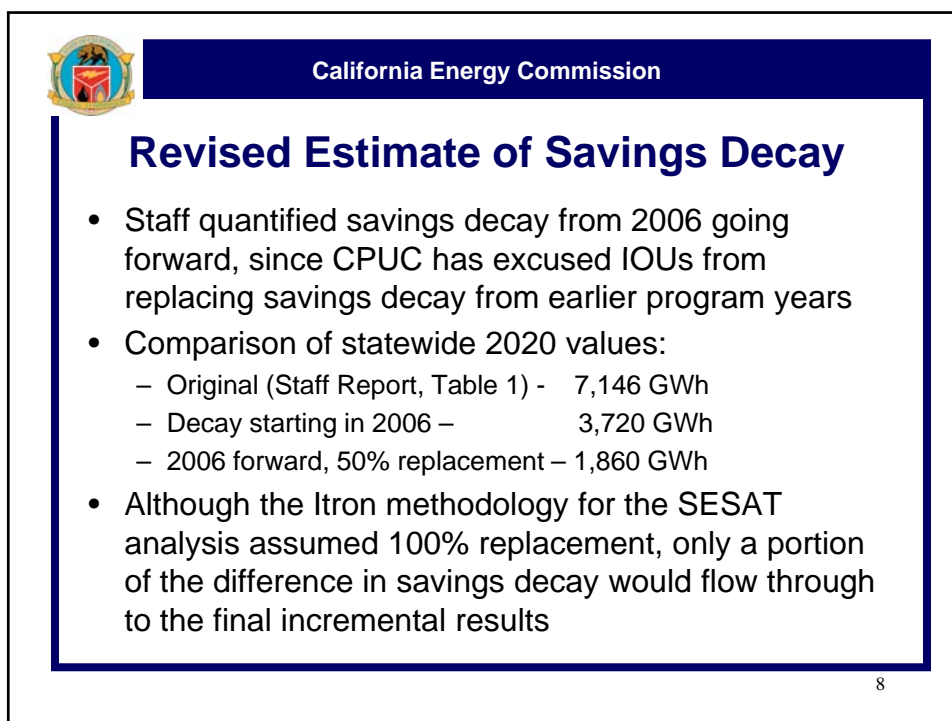 California Energy Commission
Revised Estimate of Savings Decay
• Staff quantified savings decay from 2006 going
forward, since CPUC has excused IOUs from
replacing savings decay from earlier program years
• Comparison of statewide 2020 values:
– Original (Staff Report, Table 1) - 7,146 GWh
– Decay starting in 2006 – 3,720 GWh
– 2006 forward, 50% replacement – 1,860 GWh
• Although the Itron methodology for the SESAT
analysis assumed 100% replacement, only a portion
of the difference in savings decay would flow through
to the final incremental results
8